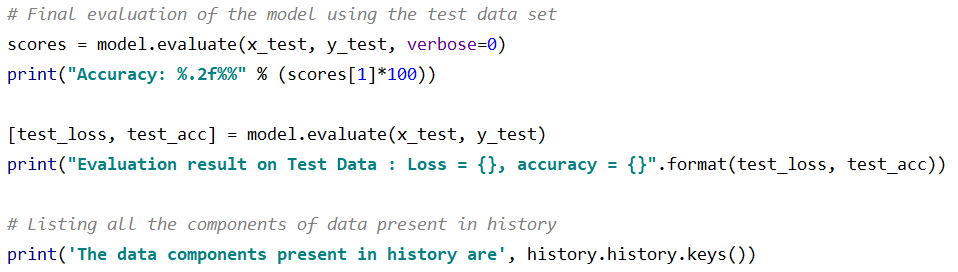 # Final evaluation of the model using the test data set
scores = model.evaluate(x_test, y_test, verbose=0)
print("Accuracy: %.2f%%" % (scores[1]*100))
[test_loss, test_acc] = model.evaluate(x_test, y_test)
print("Evaluation result on Test Data : Loss = {}, accuracy = {}".format(test_loss, test_acc))
# Listing all the components of data present in history
print('The data components present in history are', history.history.keys())